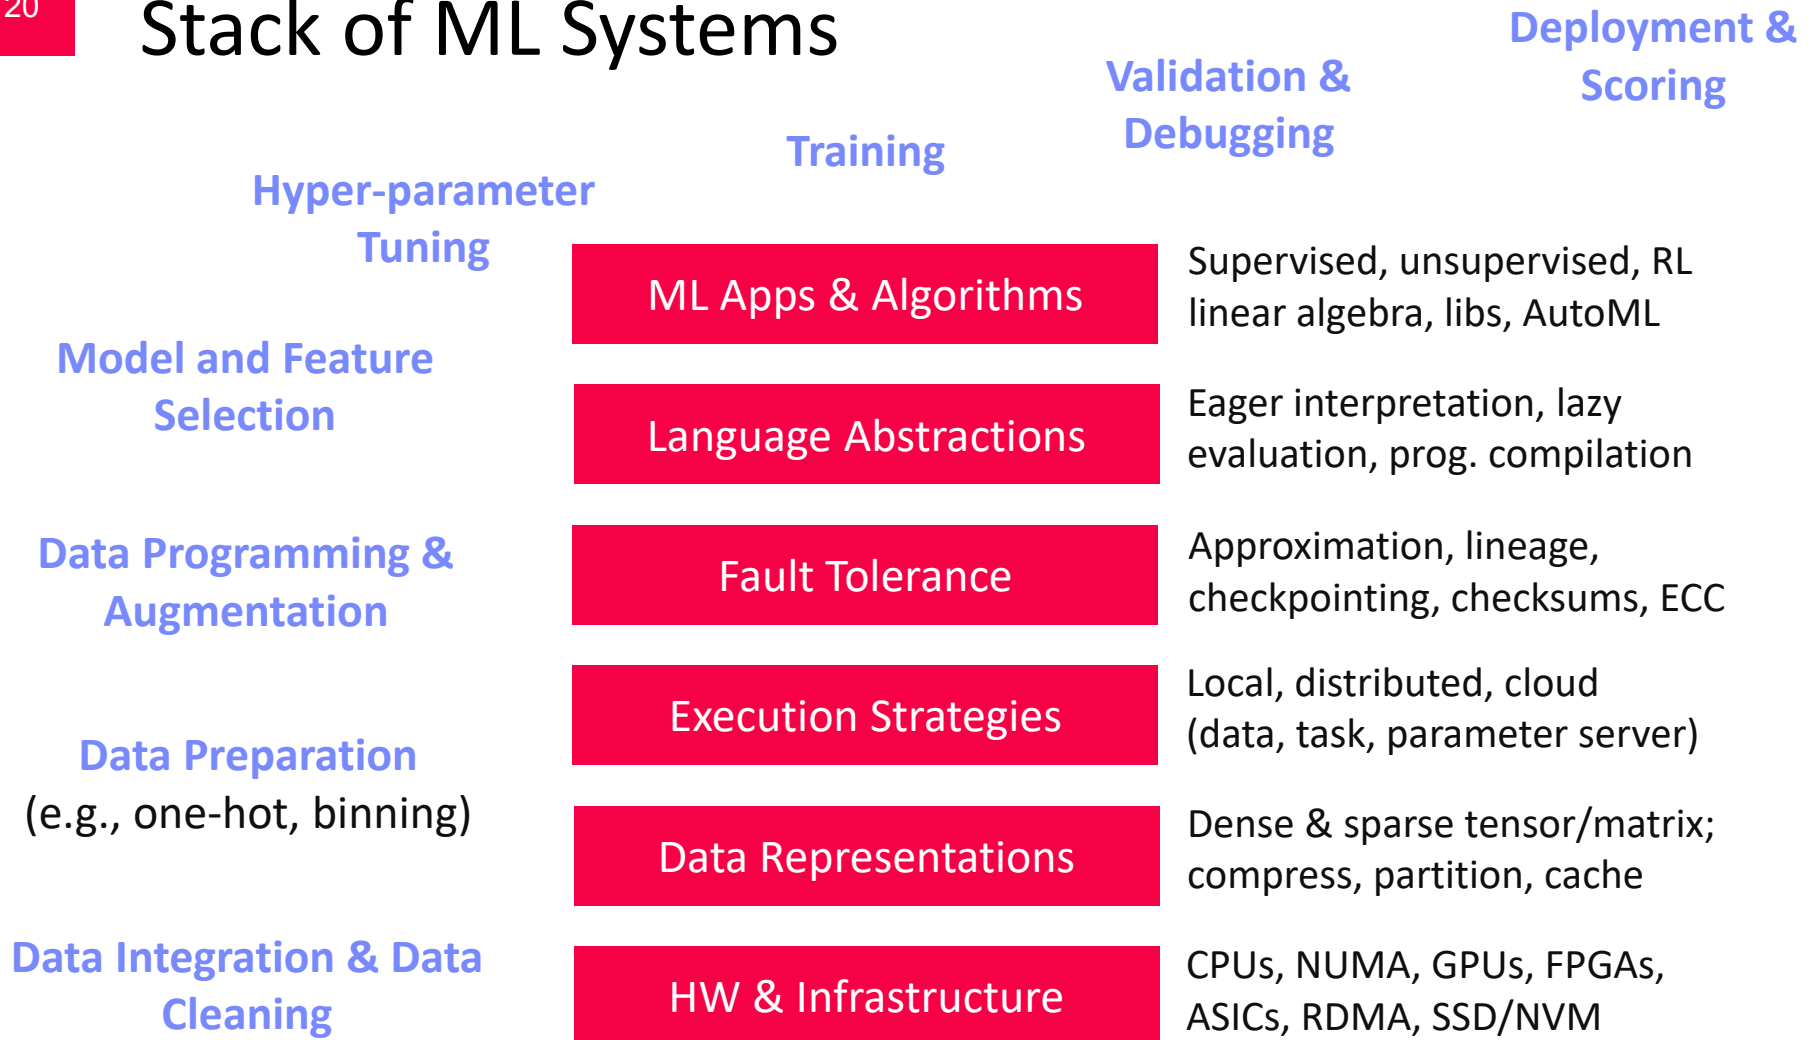 20
Stack of ML Systems
Deployment &
Scoring
Validation &
Debugging
Training
Hyper-parameter
Tuning
Model and Feature
Selection
Data Programming &
Augmentation
Data Preparation
(e.g., one-hot, binning)
Data Integration & Data
Cleaning
ML Apps & Algorithms
Supervised, unsupervised, RL
linear algebra, libs, AutoML
Language Abstractions
Eager interpretation, lazy
evaluation, prog. compilation
Fault Tolerance
Approximation, lineage,
checkpointing, checksums, ECC
Execution Strategies
Local, distributed, cloud
(data, task, parameter server)
Data Representations
Dense & sparse tensor/matrix;
compress, partition, cache
HW & Infrastructure
CPUs, NUMA, GPUs, FPGAs,
ASICs, RDMA, SSD/NVM